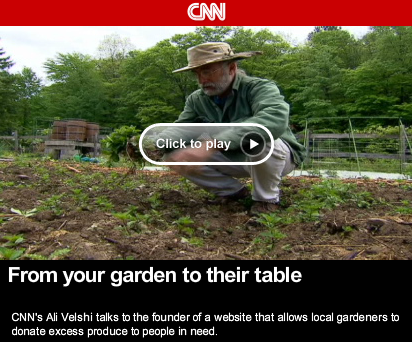 CNN
Click to play
From your garden to their table
CNN's Ali Velshi talks to the founder of a website that allows local gardeners to
donate excess produce to people in need.